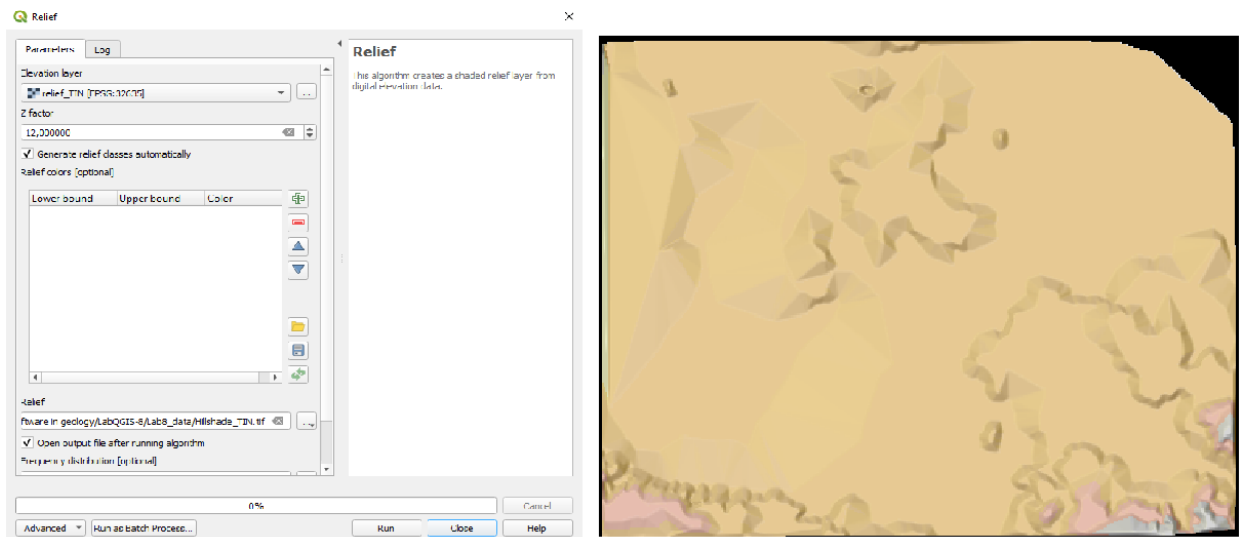 Relief
Parameters
Log
Elevation layer
relief_TIN [EPSG:32635]
...
Z factor
12,000000
Generate relief classes automatically
Relief colors [optional]
Lower bound
Upper bound
Color
Relief
ftware in geology/LabQGIS-8/Lab8_data/Hillshade_TIN.tif
...
Open output file after running algorithm
Frequency distribution [optional]
Relief
This algorithm creates a shaded relief layer from
digital elevation data.
0%
Cancel
Advanced
Run as Batch Process...
Run
Close
Help